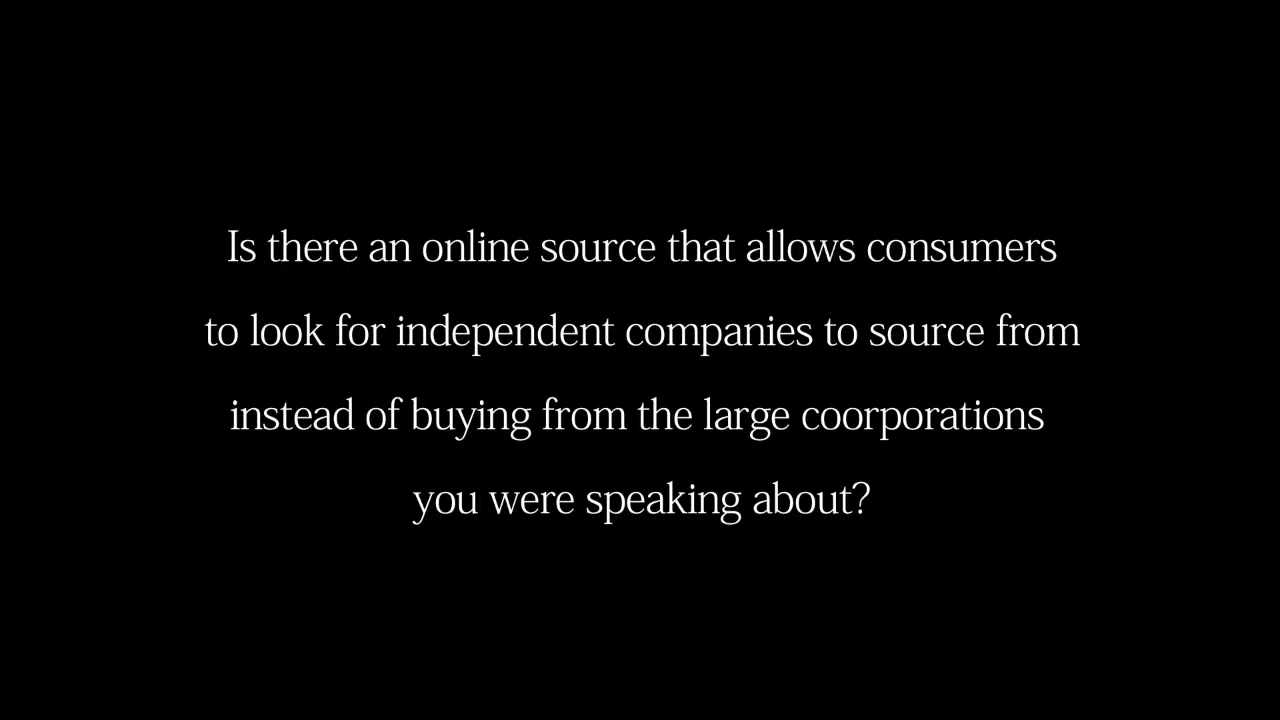 Is there an online source that allows consumers
to look for independent companies to source from
instead of buying from the large coorporations
you were speaking about?